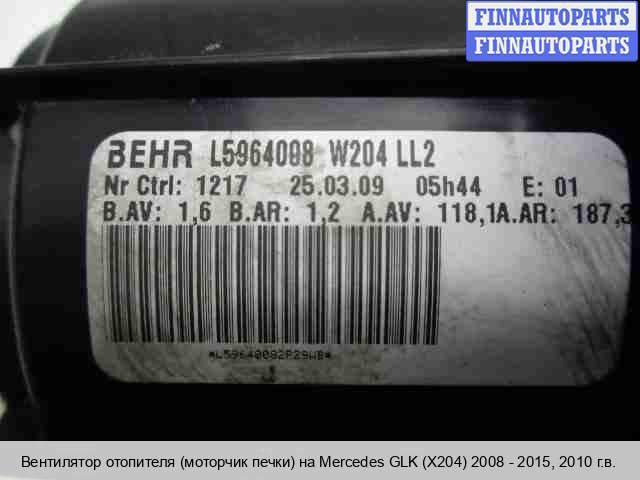 FINNAUTOPARTS
FINNAUTOPARTS
BEHR L5964098 W204 LL2
Nr Ctrl: 1217 25.03.09 05h44 E: 01
B.AV: 1,6 B.AR: 1,2 A.AV: 118,1A.AR: 187,3
Вентилятор отопителя (моторчик печки) на Mercedes GLK (X204) 2008 - 2015, 2010 г.в.